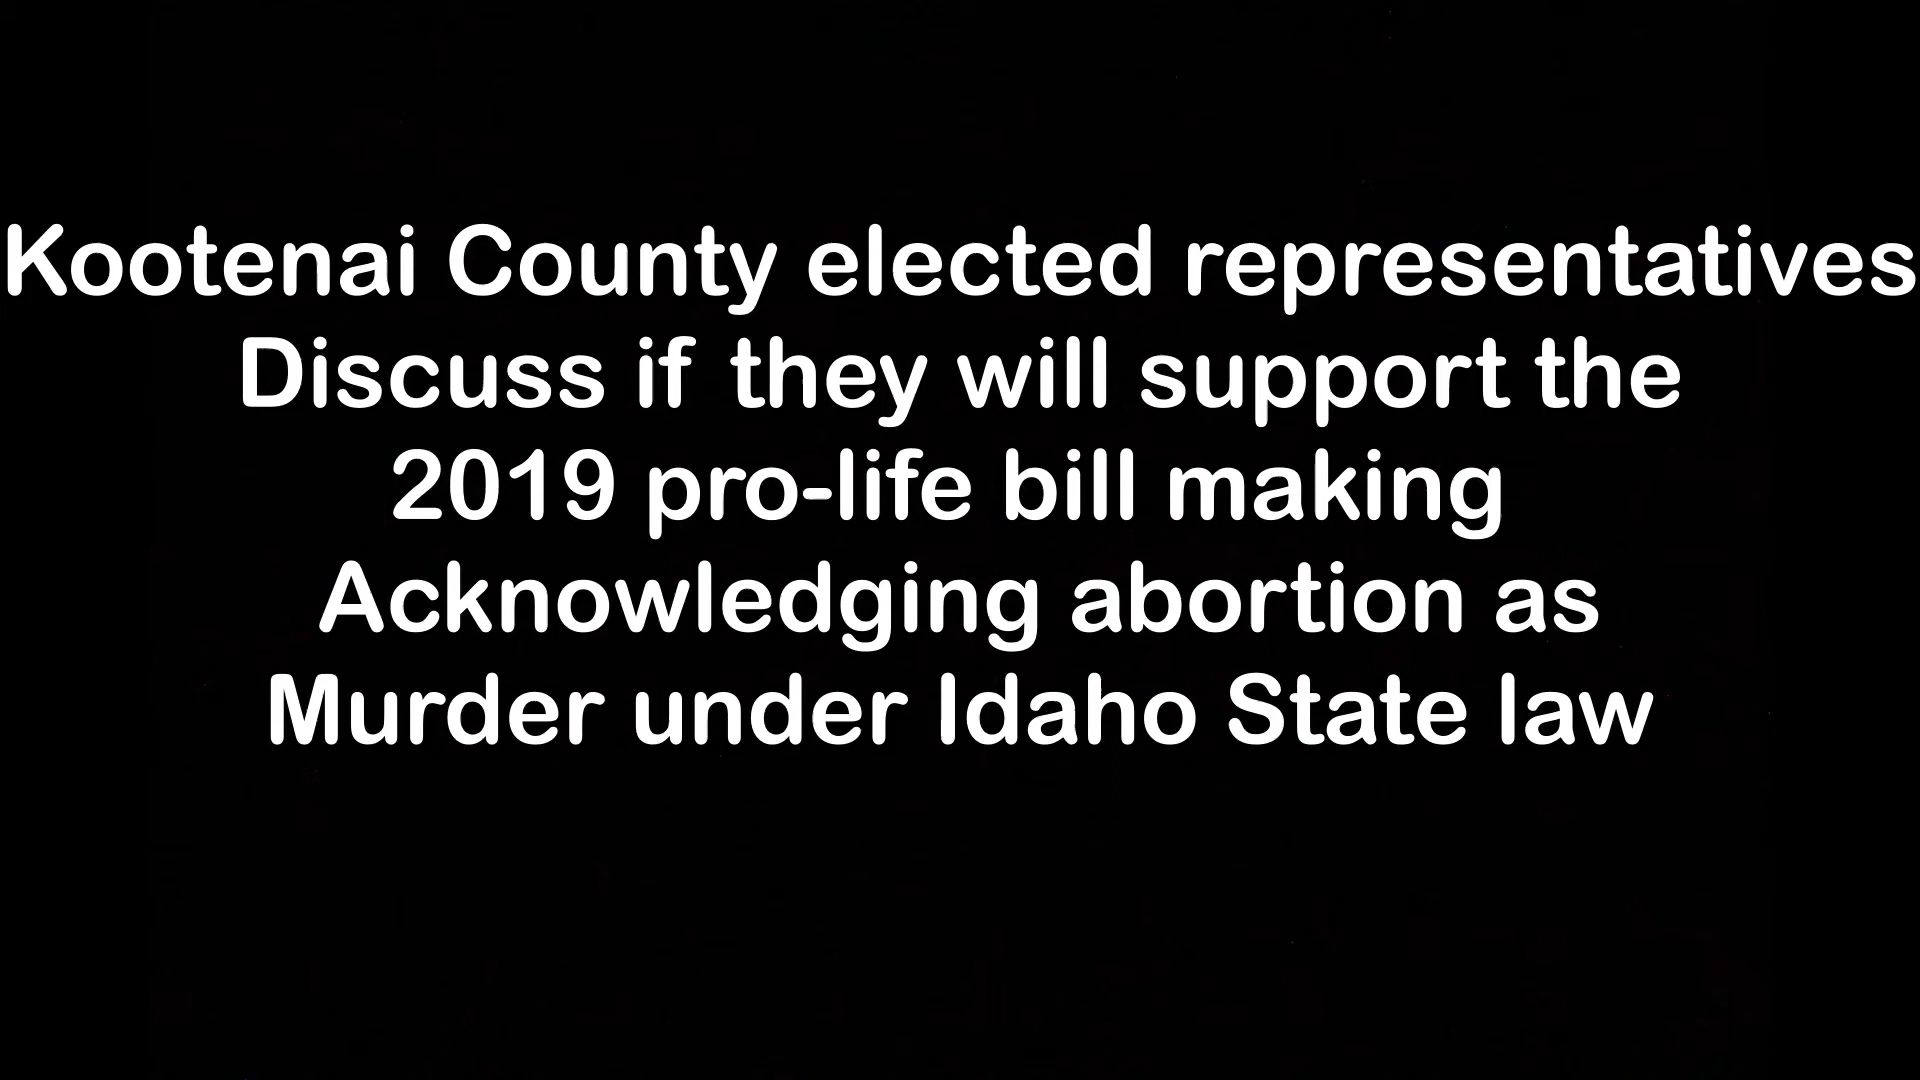 Kootenai County elected representatives
Discuss if they will support the
2019 pro-life bill making
Acknowledging abortion as
Murder under Idaho State law